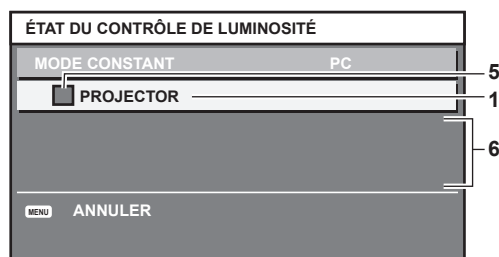 ÉTAT DU CONTRÔLE DE LUMINOSITÉ
MODE CONSTANT PC
5
PROJECTOR
1
6
MENU ANNULER